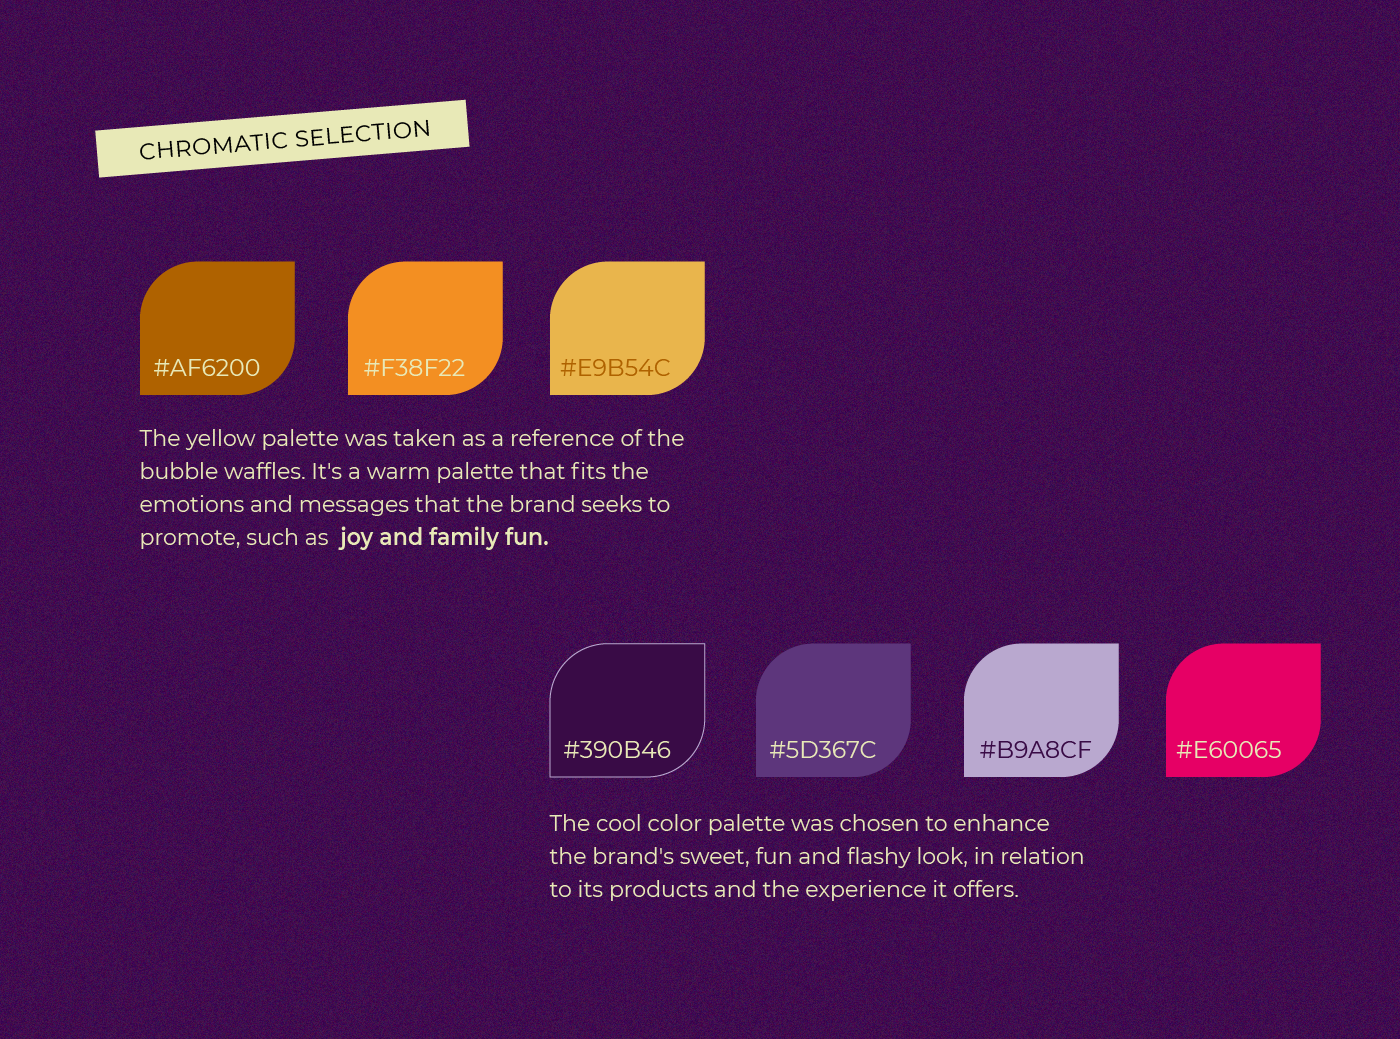 CHROMATIC SELECTION
#AF6200
#F38F22
#E9B54C
The yellow palette was taken as a reference of the
bubble waffles. It's a warm palette that fits the
emotions and messages that the brand seeks to
promote, such as joy and family fun.
#390B46
#5D367C
#B9A8CF
#E60065
The cool color palette was chosen to enhance
the brand's sweet, fun and flashy look, in relation
to its products and the experience it offers.